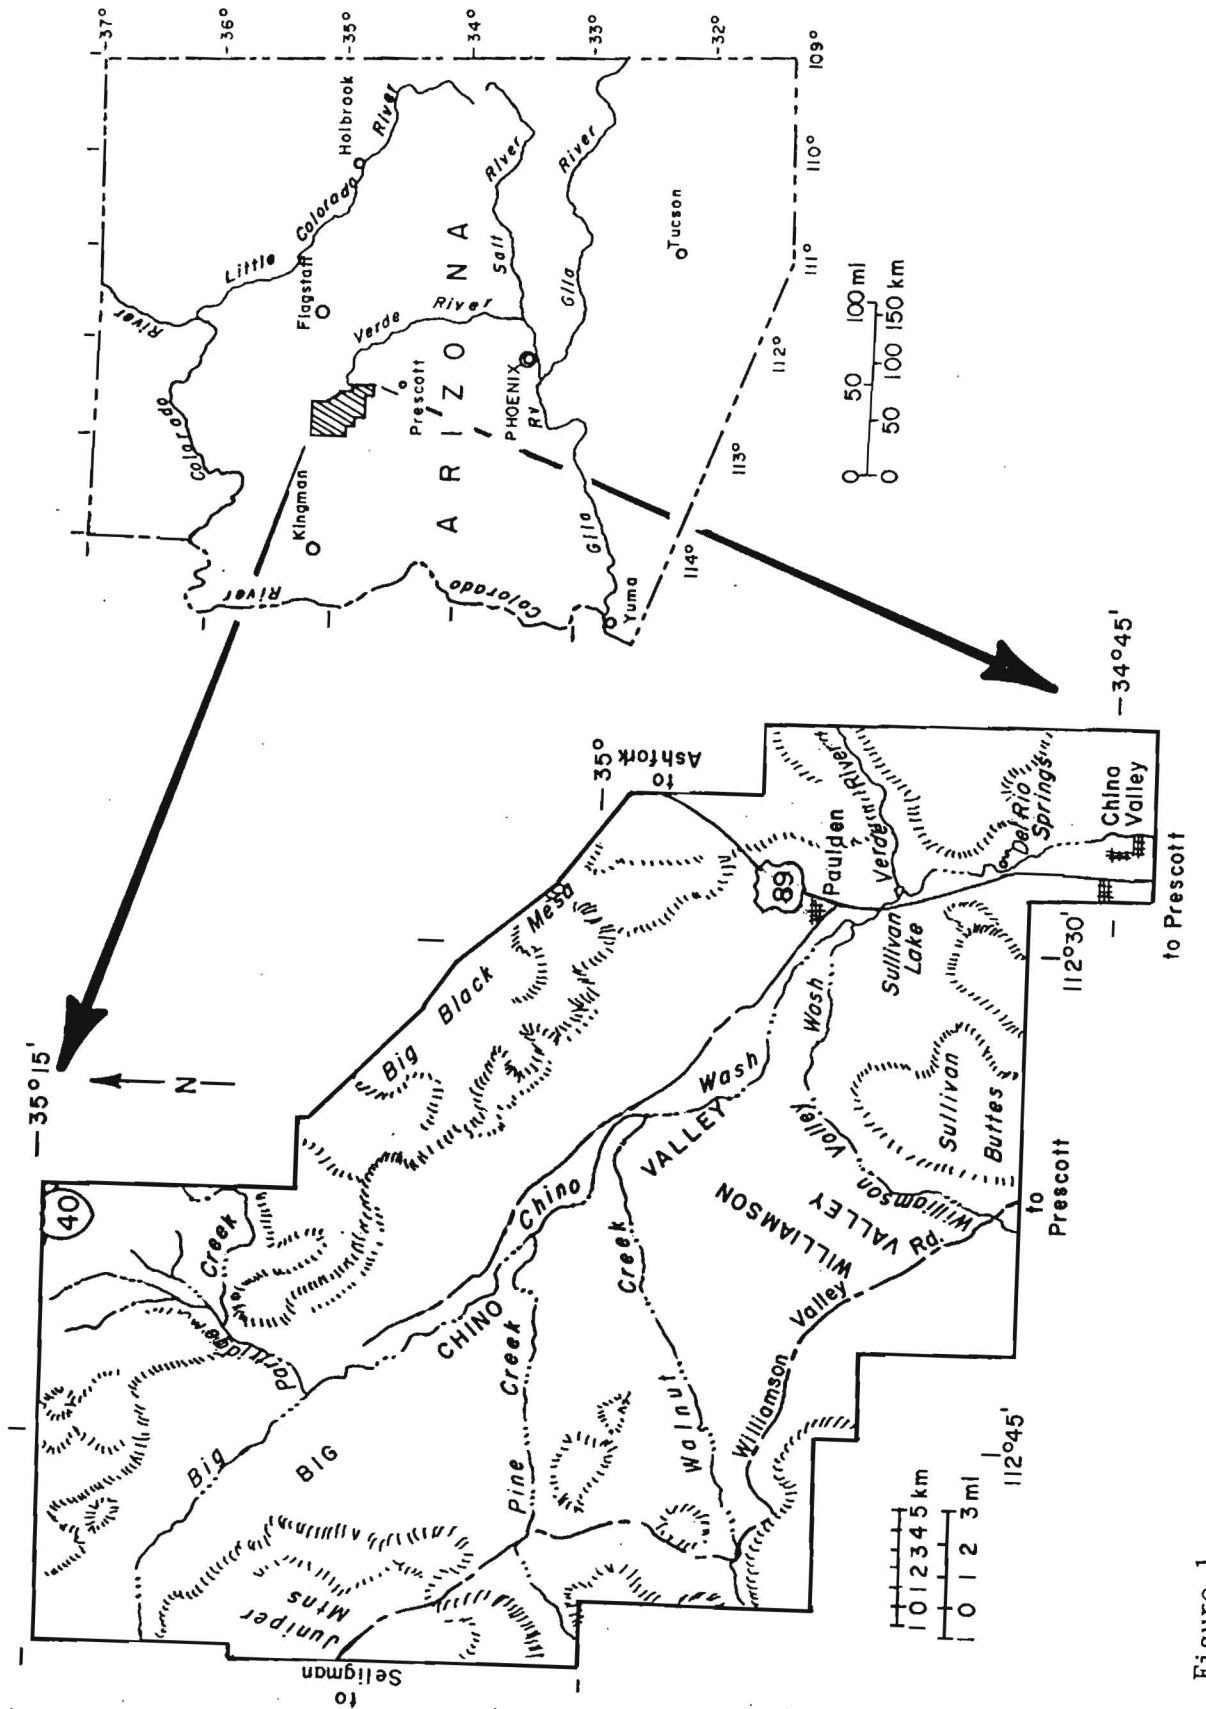 37°
36°
35°
34°
33°
32°
109°
110°
111°
112°
113°
114°
Colorado
River
Little Colorado River
Holbrook
Flagstaff
Kingman
Verde River
Prescott
ARIZONA
Salt River
Rv
PHOENIX
Gila River
Gila
Tucson
Yuma
Colorado
River
0 50 100 mi
0 50 100 150 km
35°15'
N
40
35°
to
Ashfork
34°45'
Partridge
Creek
Big Black Mesa
Big Chino Wash
BIG CHINO VALLEY
Juniper
Mtns
to
Seligman
Pine Creek
Walnut Creek
WILLIAMSON
VALLEY
Williamson Valley Wash
Williamson Valley Rd.
89
Paulden
Verde River
Sullivan
Lake
Sullivan
Buttes
Del Rio
Springs
Chino
Valley
to Prescott
to
Prescott
112°30'
112°45'
1 0 1 2 3 4 5 km
1 0 1 2 3 mi
Figure 1